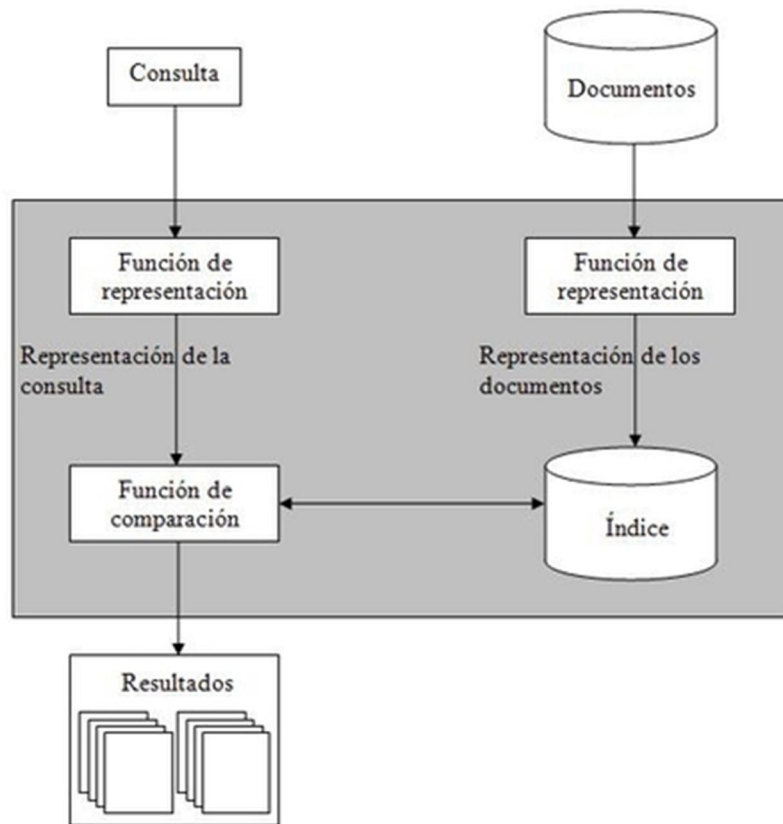 Consulta
Documentos
Función de
representación
Función de
representación
Representación de la
consulta
Representación de los
documentos
Función de
comparación
Índice
Resultados